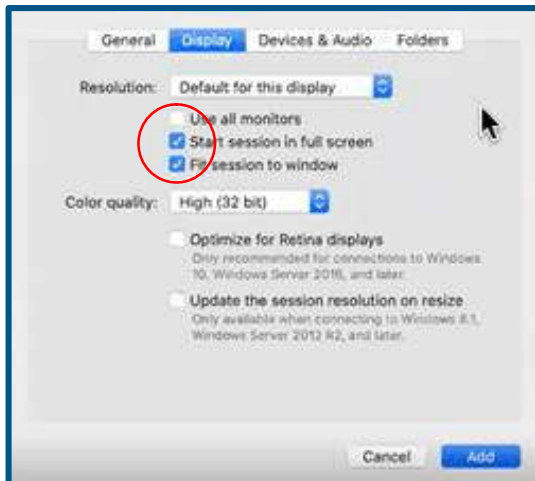 General Display Devices & Audio Folders
Resolution: Default for this display
Use all monitors
Start session in full screen
Fit session to window
Color quality: High (32 bit)
Optimize for Retina displays
Only recommended for connections to Windows
10, Windows Server 2016, and later.
Update the session resolution on resize
Only available when connecting to Windows 8.1,
Windows Server 2012 R2, and later.
Cancel Add